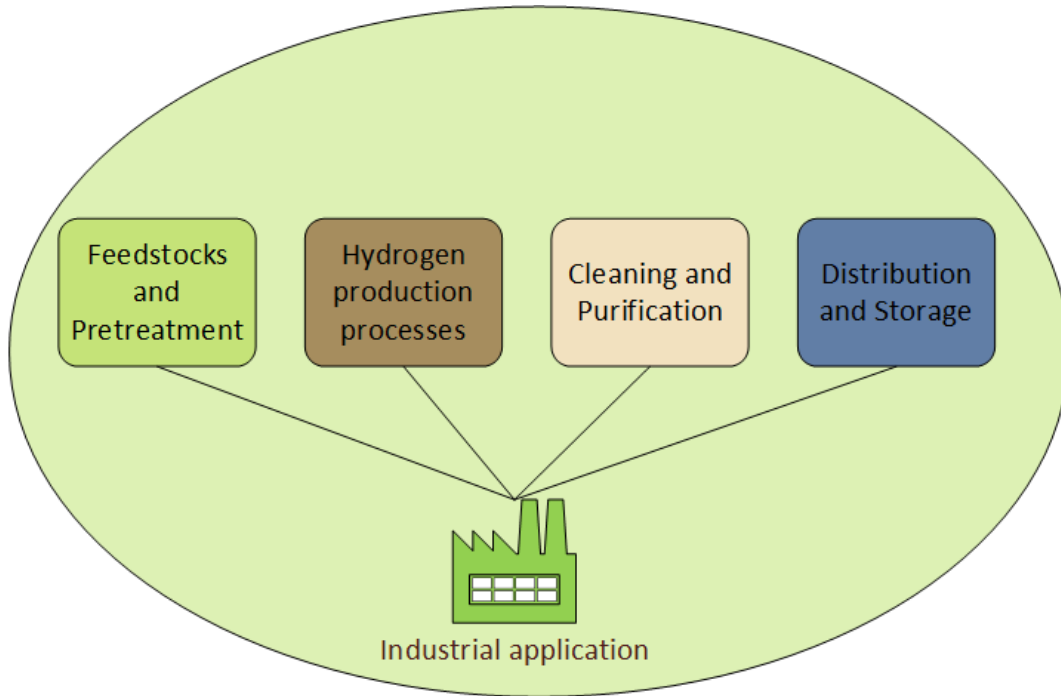 Feedstocks
and
Pretreatment
Hydrogen
production
processes
Cleaning and
Purification
Distribution
and Storage
Industrial application